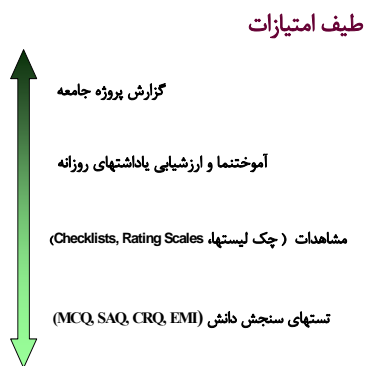 طیف امتیازات
گزارش پروژه جامعه
آموختنما و ارزشیابی یاداشتهای روزانه
مشاهدات ( چک لیستها، Checklists, Rating Scales)
تستهای سنجش دانش (MCQ, SAQ, CRQ, EMI)